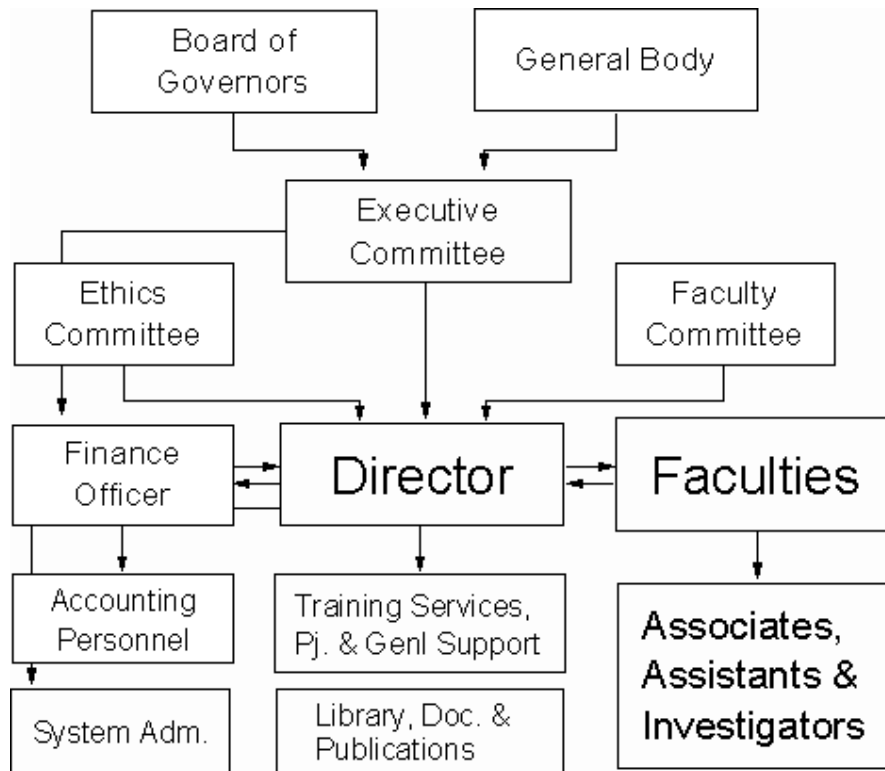 Board of
Governors
General Body
Executive
Committee
Ethics
Committee
Faculty
Committee
Finance
Officer
Director
Faculties
Accounting
Personnel
Training Services,
Pj. & Genl Support
Associates,
Assistants &
Investigators
System Adm.
Library, Doc. &
Publications